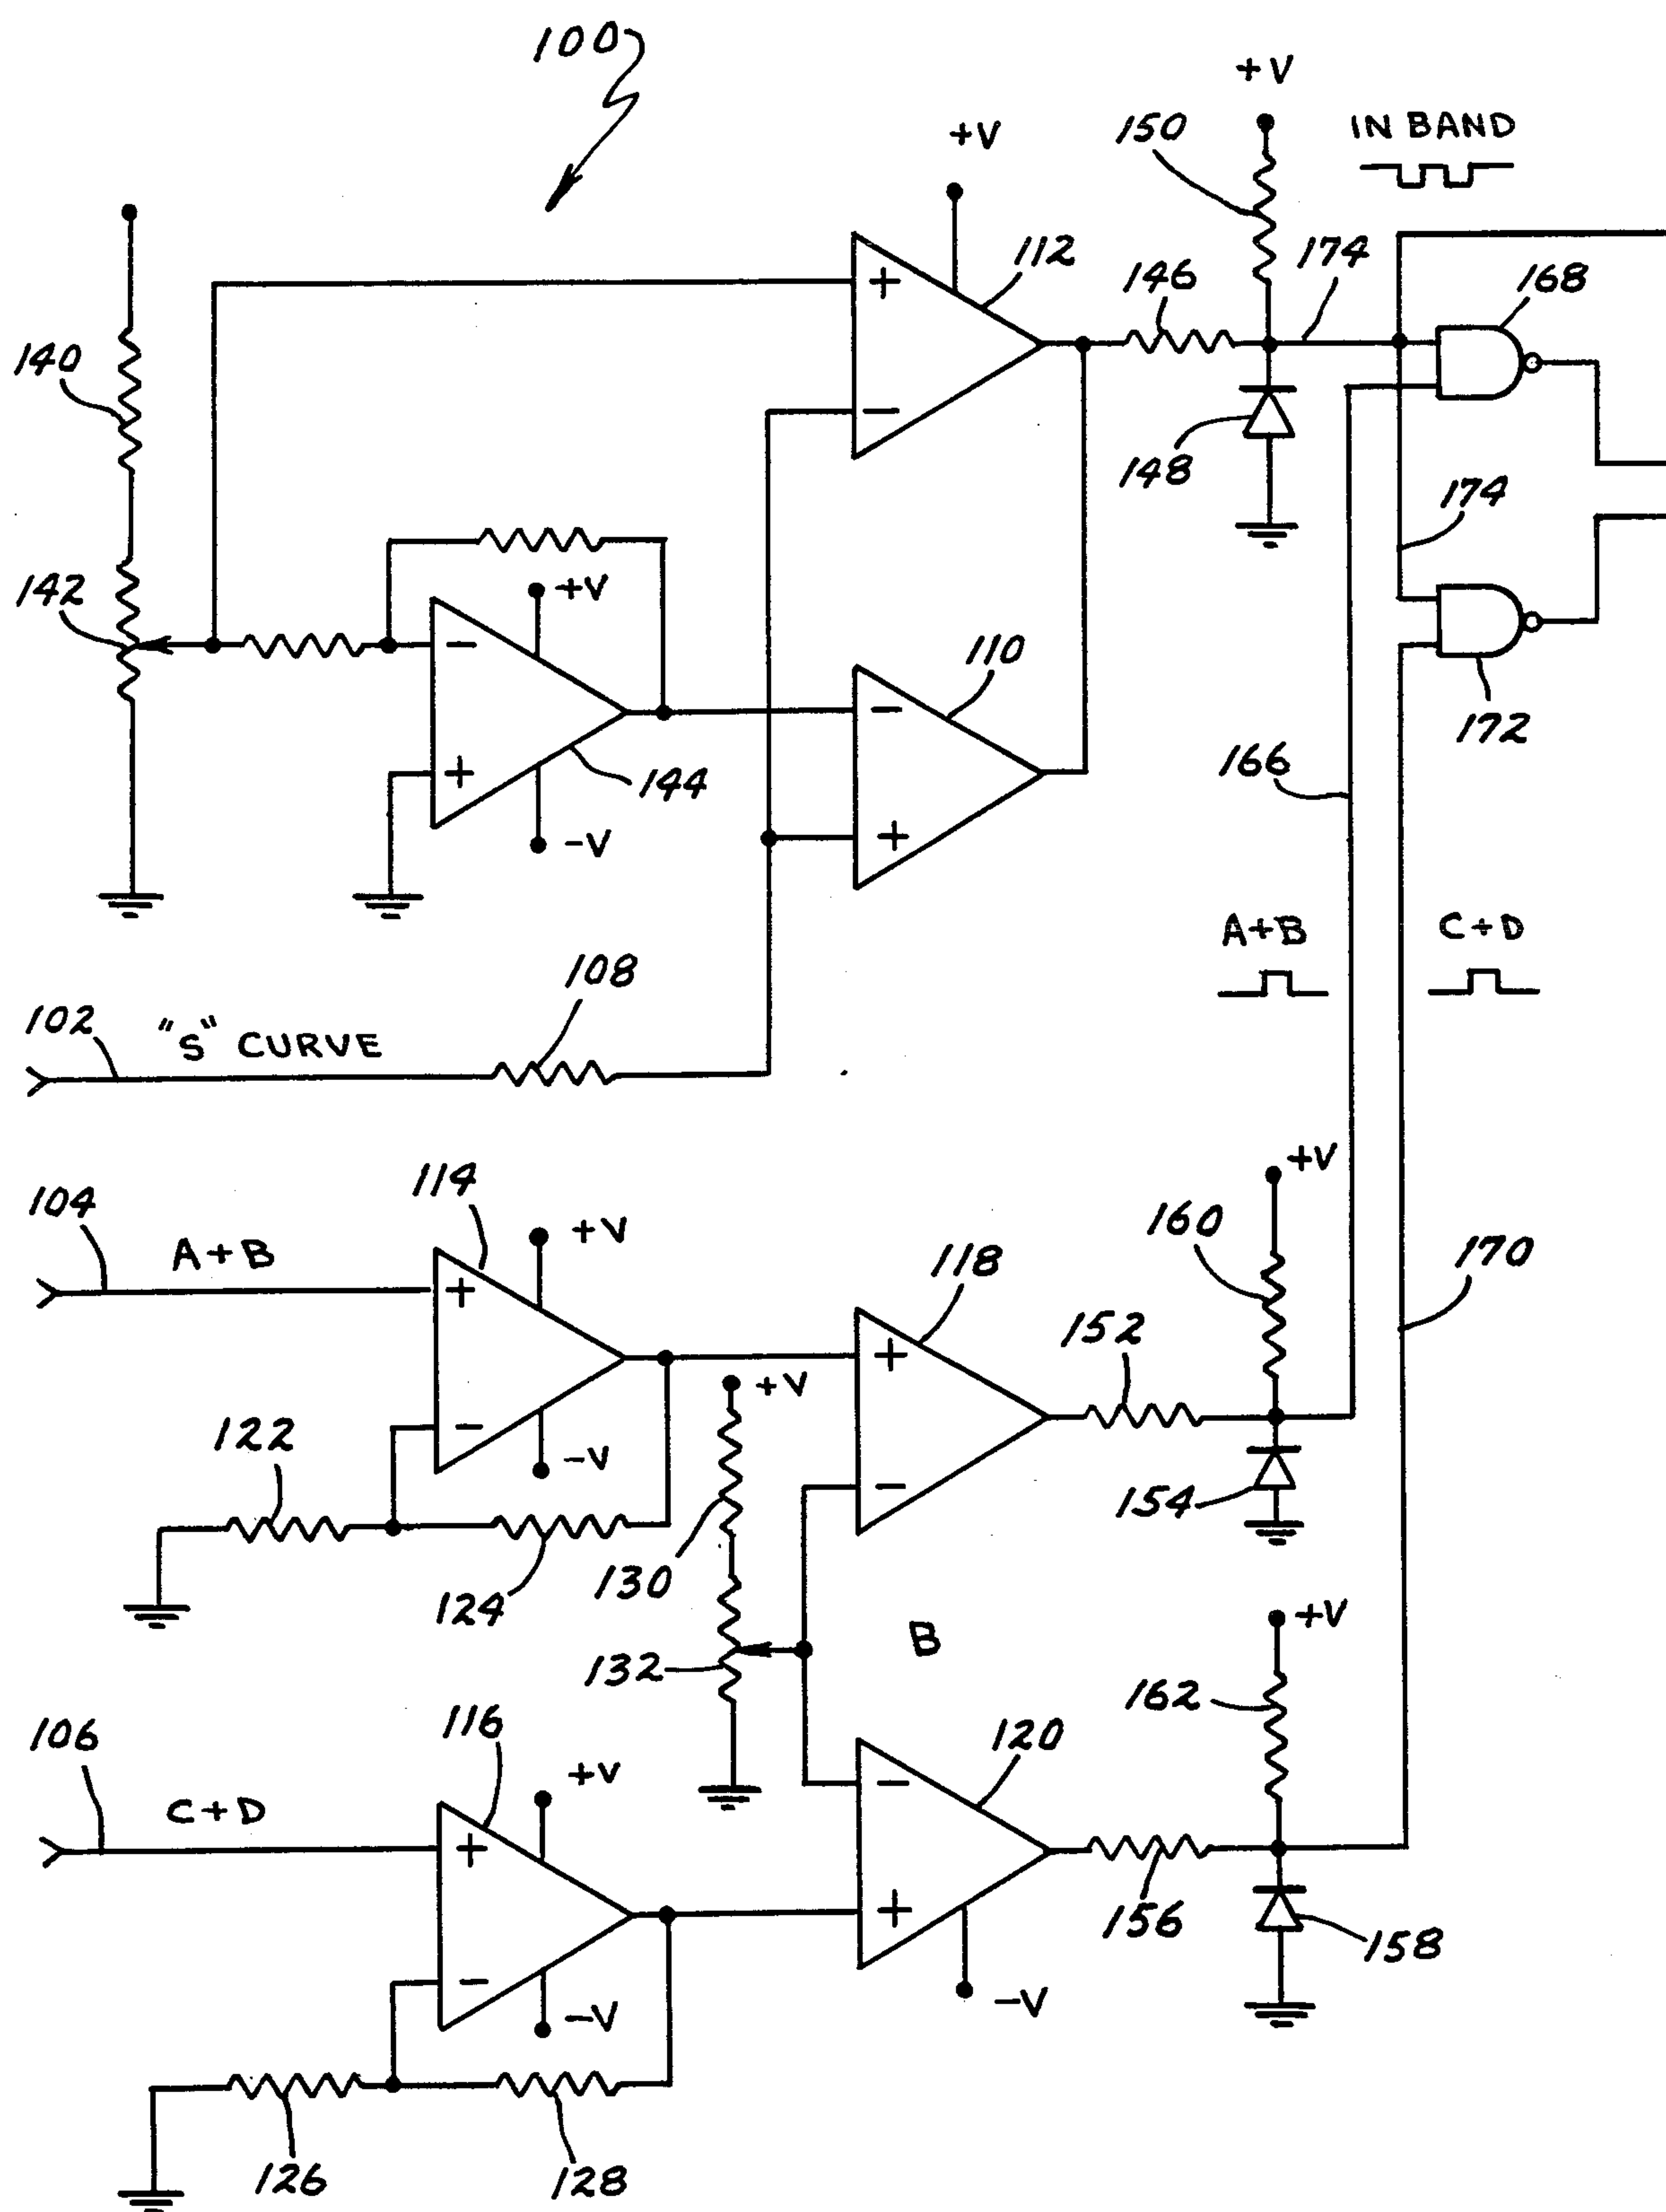 100
+V
+V
150
IN BAND
112
146
174
168
140
148
174
142
+V
+
−
−
110
−
+
144
172
166
−V
+
A+B
C+D
108
102
"S" CURVE
114
+V
+V
104
A+B
160
170
118
+
+
152
+V
−
122
−V
−
154
130
124
B
+V
132
162
116
106
120
+V
C+D
−
+
156
+
158
−
−V
−V
126
128